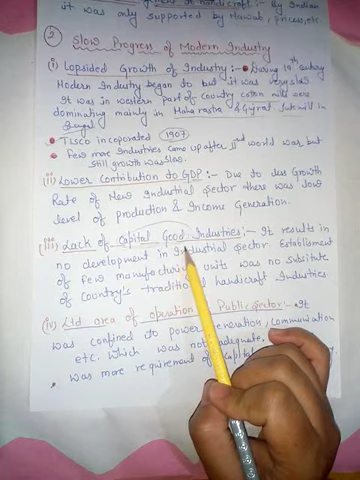 to handicraft :- By Indian
it was only supported by Nawab, princess, etc.
② Slow Progress of Modern Industry
(i) Lopsided Growth of Industry :- ● During 19th century
Modern Industry began to but it was very slow
It was in western part of country cotton mill were
dominating mainly in Maharastra & Gujrat. Jute mill in
Bengal
● TISCO incoporated 1907
● Few more Industries came up after IInd world war but
still growth was slow.
(ii) Lower Contribution to GDP :- Due to less Growth
Rate of New Industrial Sector there was low
level of production & Income Generation.
(iii) Lack of Capital Good Industries :- It results in
no development in Industrial sector Establisment
of few manufacturing units was no subsitute
of Country's traditional handicraft Industries.
(iv) Ltd area of operation Public Sector :- It
was confined to power generation, Communication
etc. Which was not adequate.
was more requirement of Capital